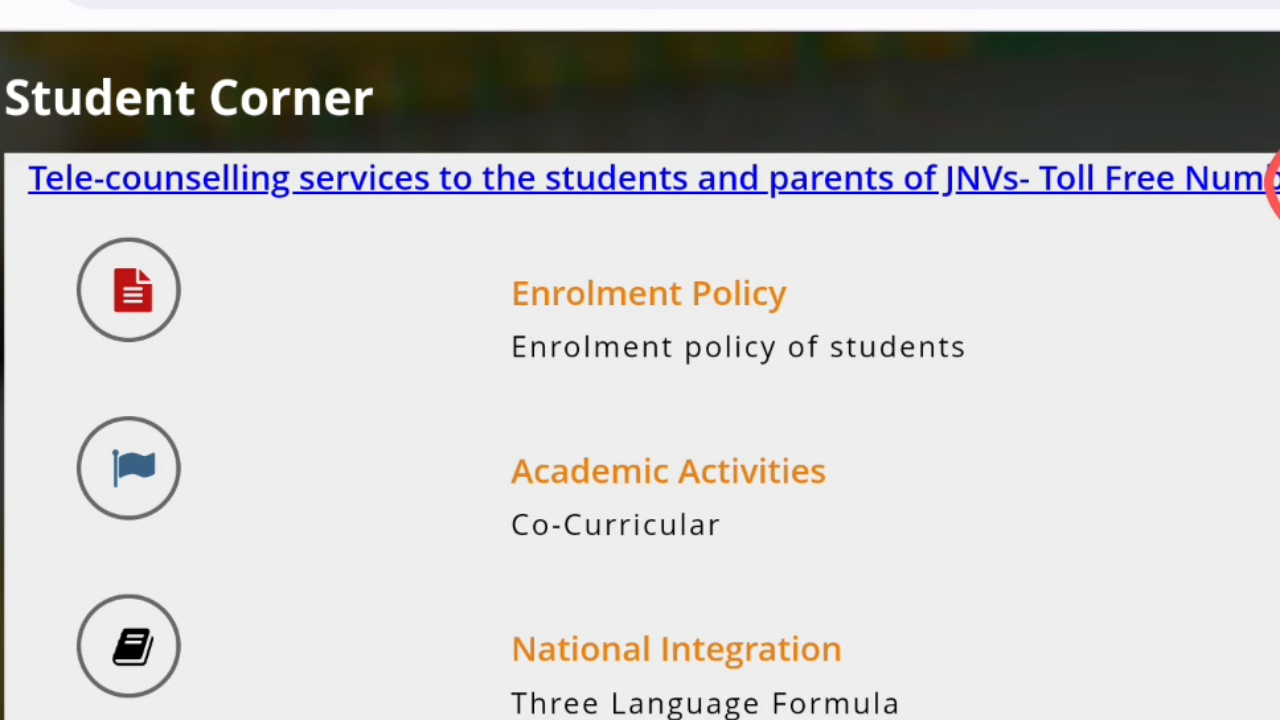 Student Corner
Tele-counselling services to the students and parents of JNVs- Toll Free
Enrolment Policy
Enrolment policy of students
Academic Activities
Co-Curricular
National Integration
Three Language Formula